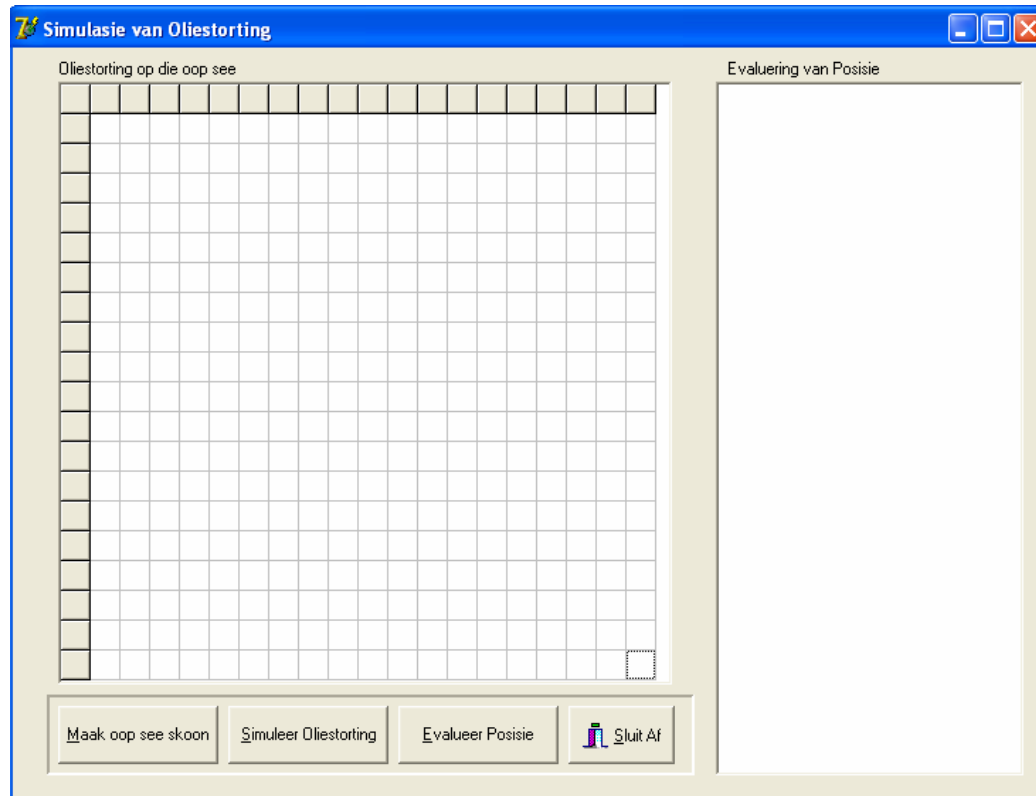 Simulasie van Oliestorting
Oliestorting op die oop see
Evaluering van Posisie
Maak oop see skoon
Simuleer Oliestorting
Evalueer Posisie
Sluit Af